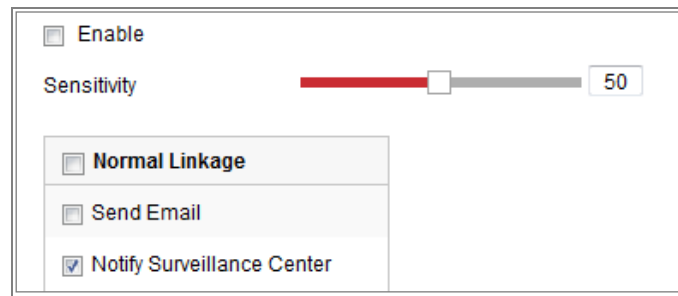 Enable
Sensitivity 50
Normal Linkage
Send Email
Notify Surveillance Center